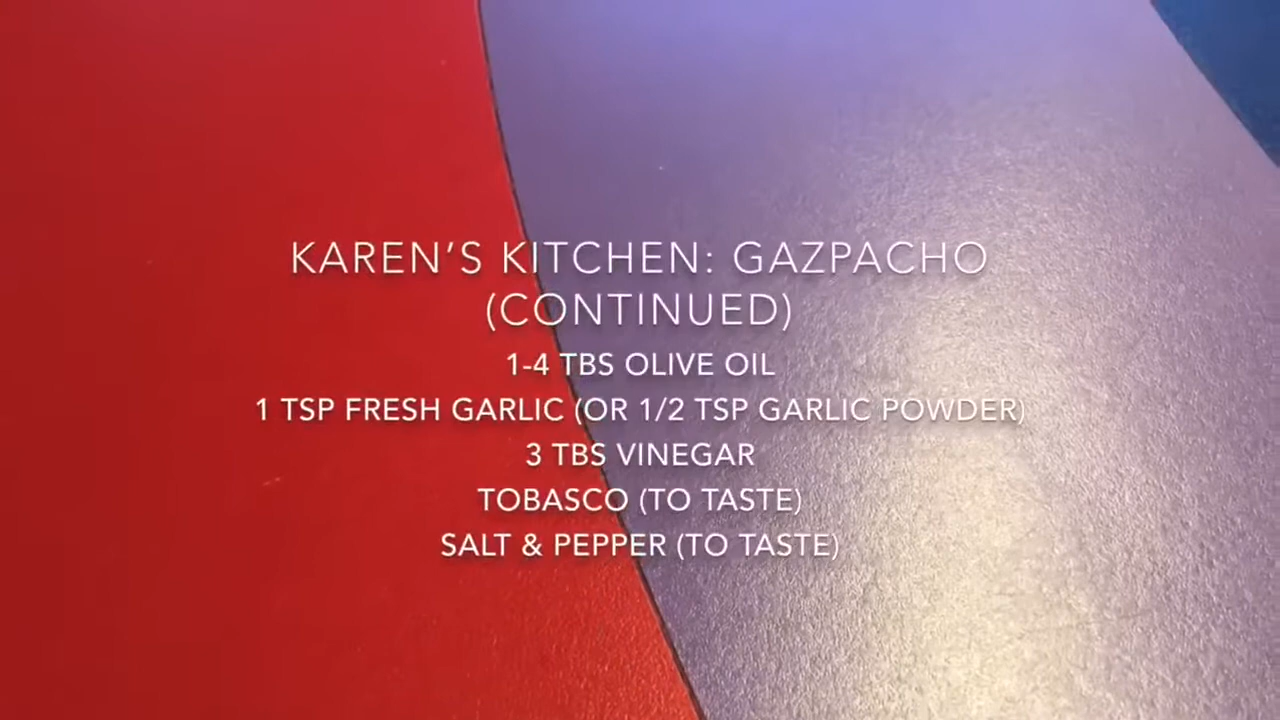 KAREN’S KITCHEN: GAZPACHO
(CONTINUED)
1-4 TBS OLIVE OIL
1 TSP FRESH GARLIC (OR 1/2 TSP GARLIC POWDER)
3 TBS VINEGAR
TOBASCO (TO TASTE)
SALT & PEPPER (TO TASTE)